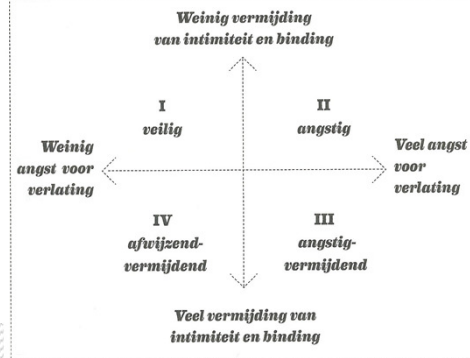 Weinig vermijding
van intimiteit en binding
I
veilig
II
angstig
Weinig
angst voor
verlating
Veel angst
voor
verlating
IV
afwijzend-
vermijdend
III
angstig-
vermijdend
Veel vermijding van
intimiteit en binding